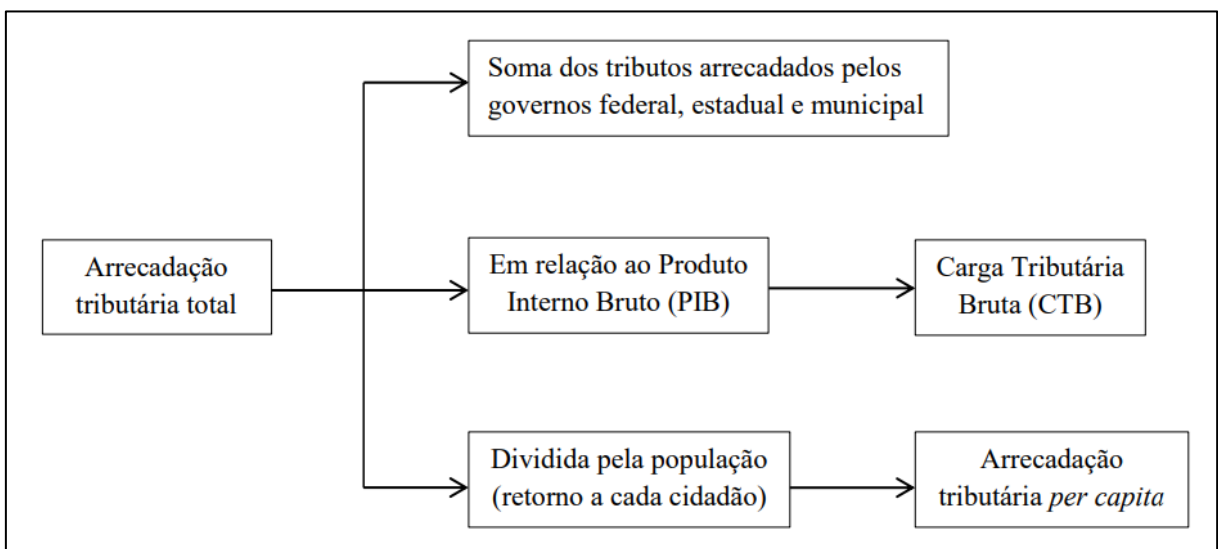 Soma dos tributos arrecadados pelos
governos federal, estadual e municipal
Arrecadação
tributária total
Em relação ao Produto
Interno Bruto (PIB)
Carga Tributária
Bruta (CTB)
Dividida pela população
(retorno a cada cidadão)
Arrecadação
tributária per capita